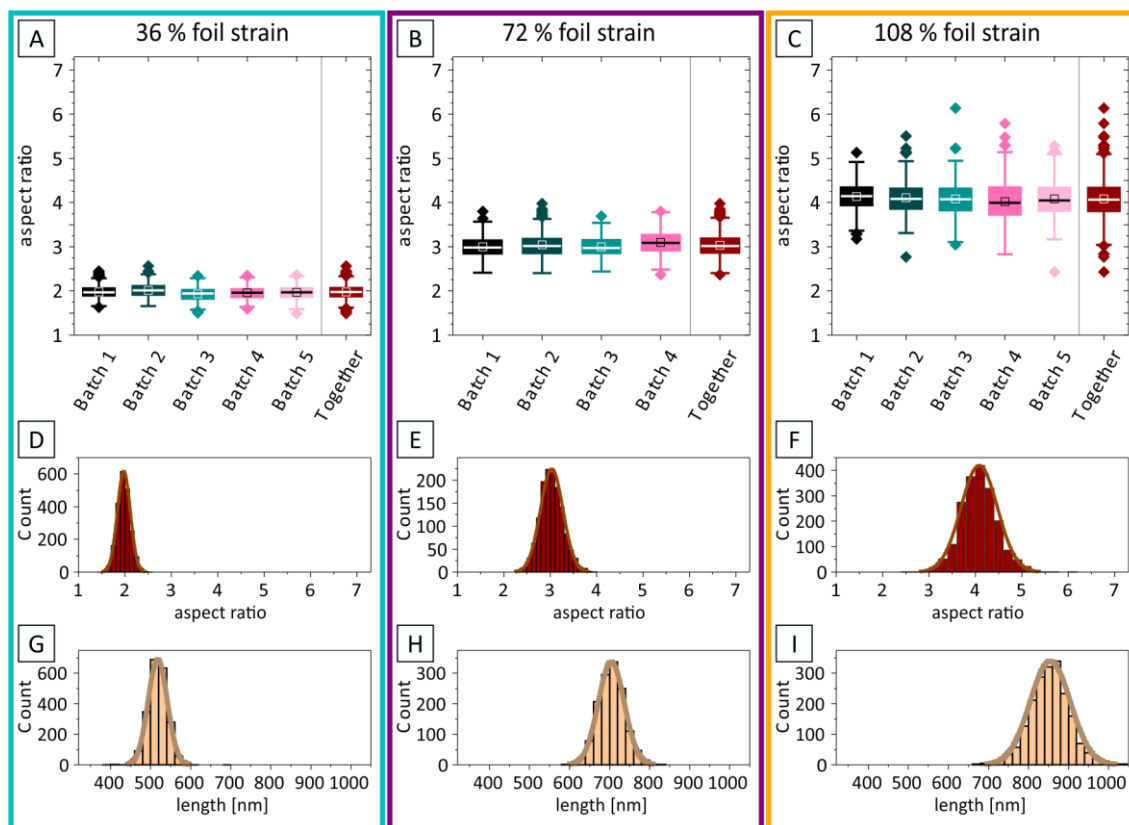 A
36 % foil strain
B
72 % foil strain
C
108 % foil strain
aspect ratio
7
6
5
4
3
2
1
Batch 1
Batch 2
Batch 3
Batch 4
Batch 5
Together
aspect ratio
7
6
5
4
3
2
1
Batch 1
Batch 2
Batch 3
Batch 4
Together
aspect ratio
7
6
5
4
3
2
1
Batch 1
Batch 2
Batch 3
Batch 4
Batch 5
Together
D
Count
600
400
200
0
1 2 3 4 5 6 7
aspect ratio
E
Count
200
150
100
50
0
1 2 3 4 5 6 7
aspect ratio
F
Count
400
300
200
100
0
1 2 3 4 5 6 7
aspect ratio
G
Count
600
400
200
0
400 500 600 700 800 900 1000
length [nm]
H
Count
300
200
100
0
400 500 600 700 800 900 1000
length [nm]
I
Count
300
200
100
0
400 500 600 700 800 900 1000
length [nm]